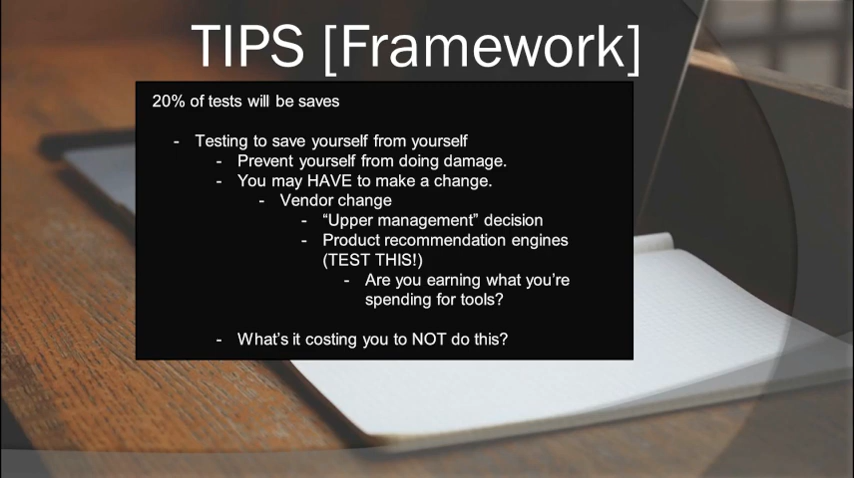 TIPS [Framework]
20% of tests will be saves
- Testing to save yourself from yourself
- Prevent yourself from doing damage.
- You may HAVE to make a change.
- Vendor change
- “Upper management” decision
- Product recommendation engines
(TEST THIS!)
- Are you earning what you’re
spending for tools?
- What’s it costing you to NOT do this?